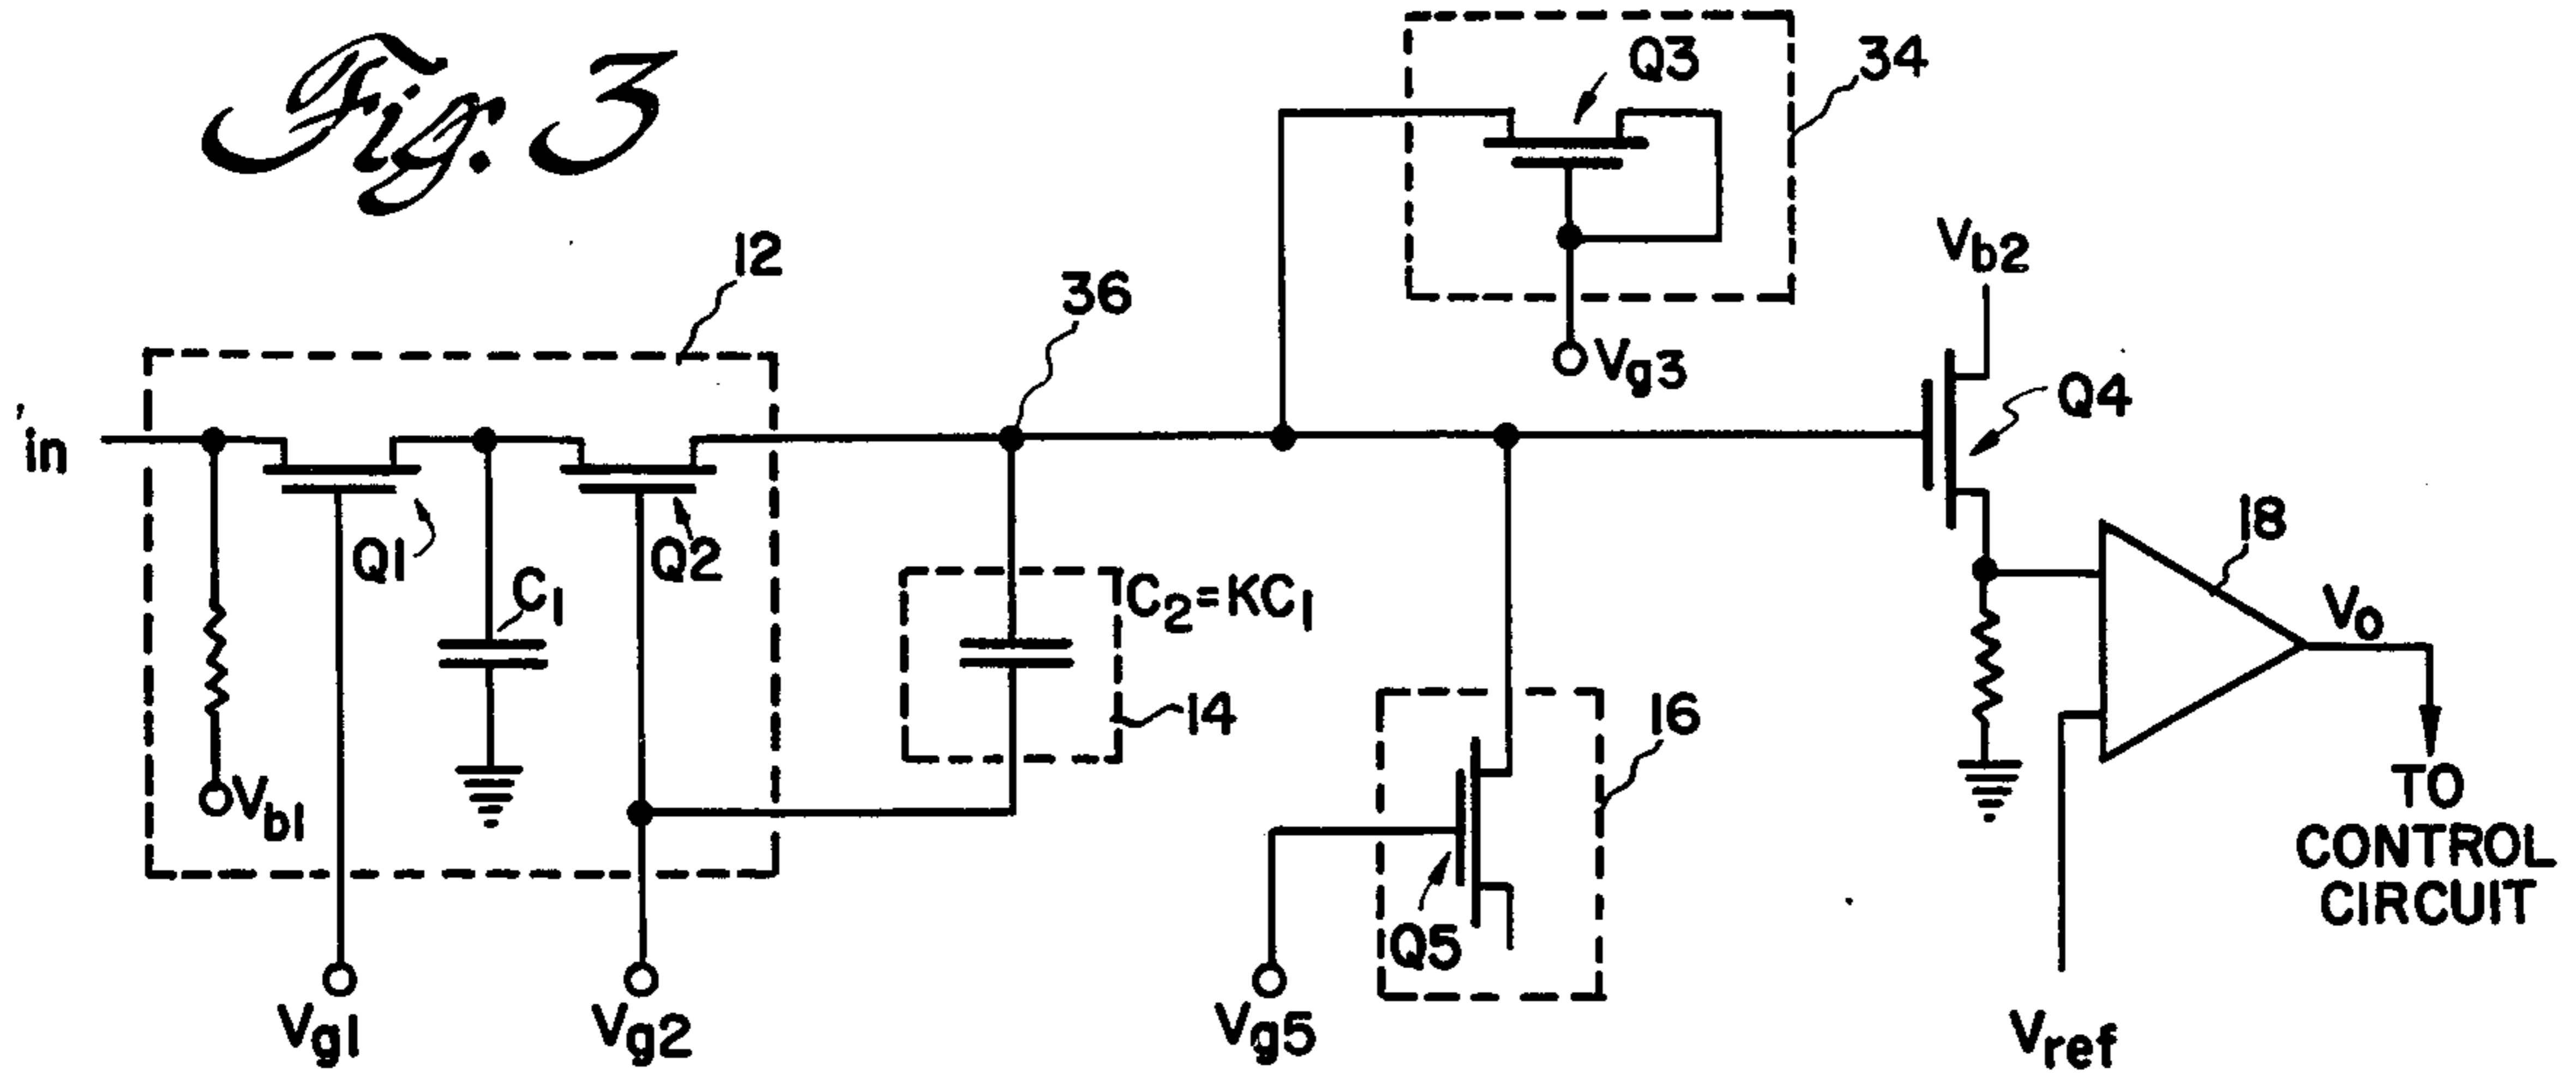 Fig. 3
Q3
34
12
36
Vb2
Vg3
Q4
'in
Q1
Q2
C1
C2=KC1
18
Vo
14
16
Vb1
TO
CONTROL
CIRCUIT
Q5
Vg1
Vg2
Vg5
Vref